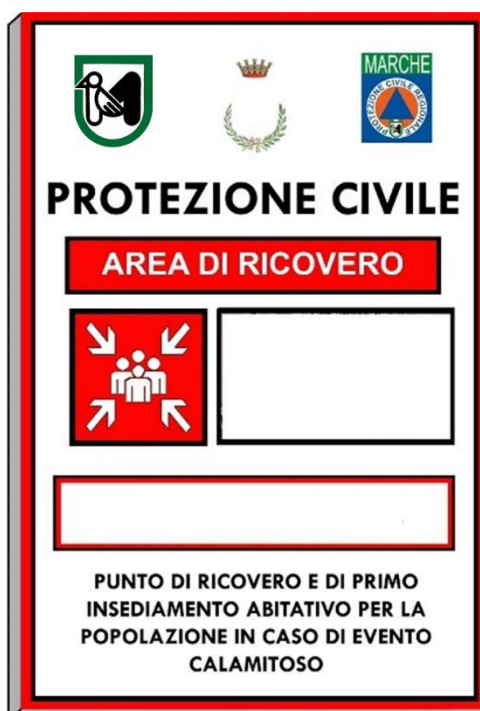 MARCHE
PROTEZIONE CIVILE REGIONALE
PROTEZIONE CIVILE
AREA DI RICOVERO
PUNTO DI RICOVERO E DI PRIMO
INSEDIAMENTO ABITATIVO PER LA
POPOLAZIONE IN CASO DI EVENTO
CALAMITOSO